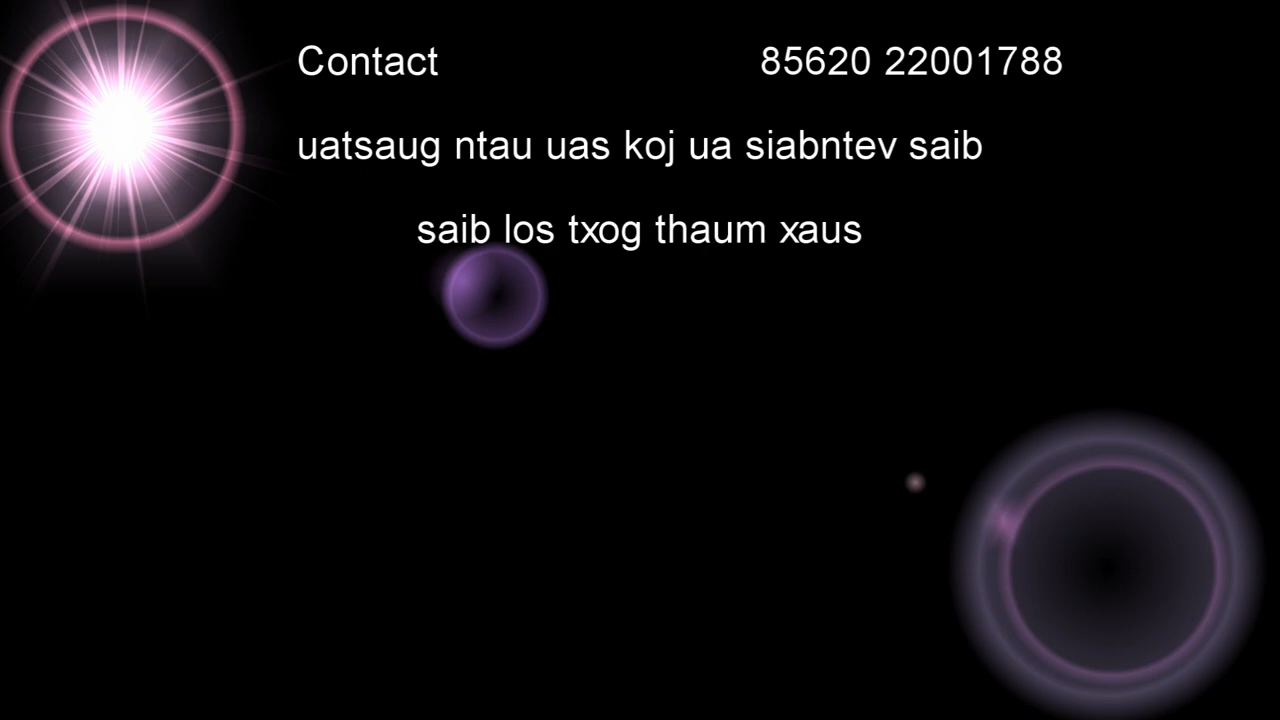 Contact 85620 22001788
uatsaug ntau uas koj ua siabntev saib
saib los txog thaum xaus